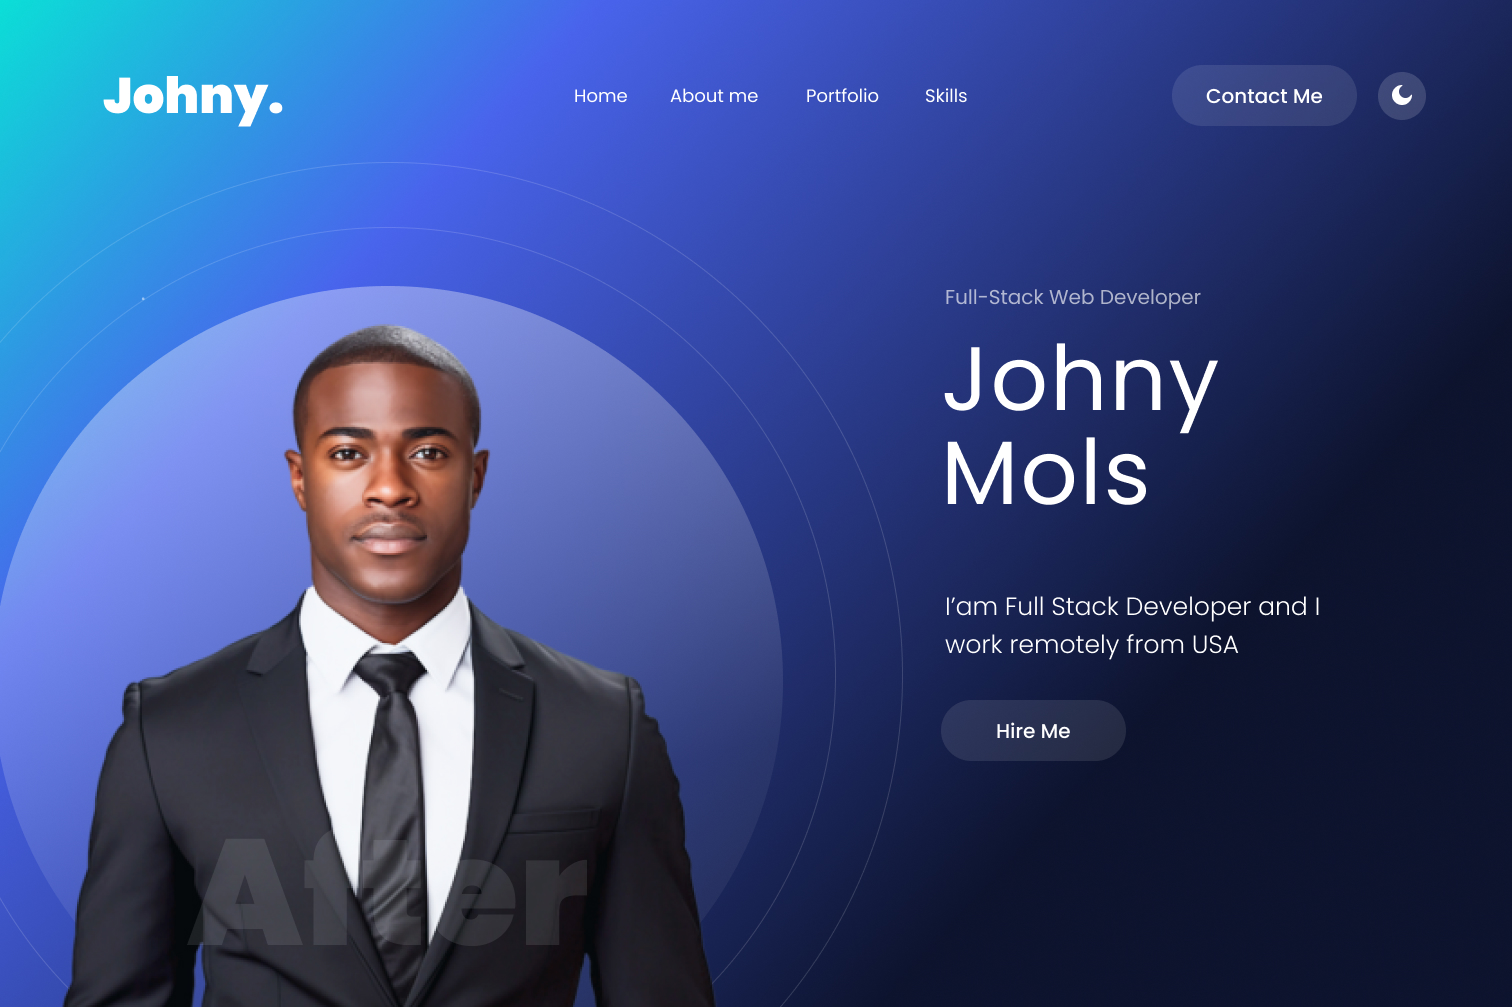 Johny.
Home About me Portfolio Skills
Contact Me
Full-Stack Web Developer
Johny
Mols
I’am Full Stack Developer and I
work remotely from USA
Hire Me
After